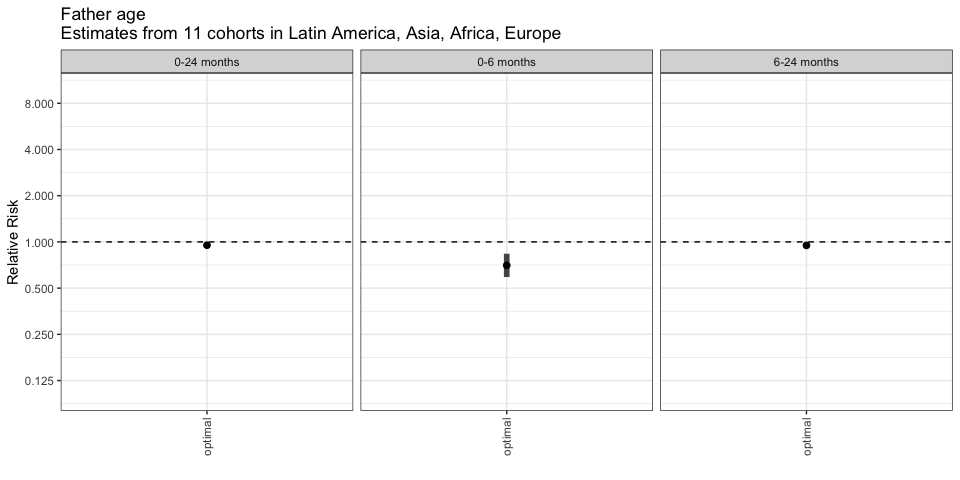 Father age
Estimates from 11 cohorts in Latin America, Asia, Africa, Europe
0-24 months
0-6 months
6-24 months
Relative Risk
8.000
4.000
2.000
1.000
0.500
0.250
0.125
optimal
optimal
optimal